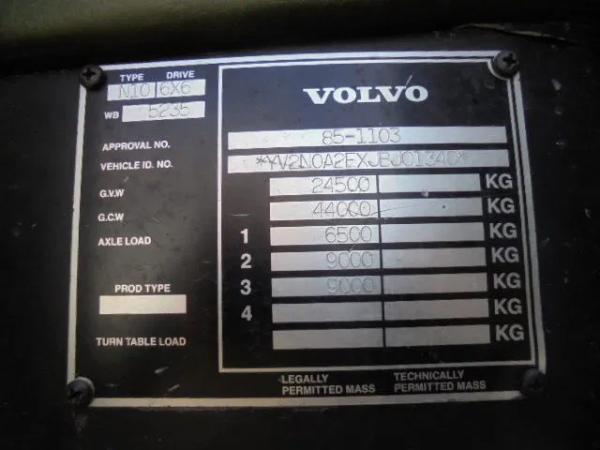 TYPE DRIVE
N10 6X6
WB 5235
VOLVO
APPROVAL NO. 85-1103
VEHICLE ID. NO.
G.V.W 24500 KG
G.C.W 44000 KG
AXLE LOAD 1 6500 KG
2 9000 KG
3 9000 KG
PROD TYPE
4 KG
TURN TABLE LOAD KG
LEGALLY PERMITTED MASS
TECHNICALLY PERMITTED MASS